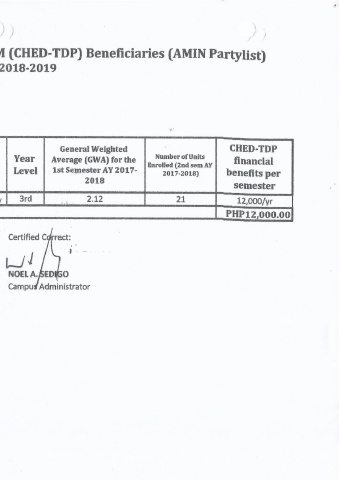 M (CHED-TDP) Beneficiaries (AMIN Partylist)
2018-2019
Year Level
General Weighted Average (GWA) for the 1st Semester AY 2017-2018
Number of Units Enrolled (2nd sem AY 2017-2018)
CHED-TDP financial benefits per semester
3rd 2.12 21 12,000/yr
PHP12,000.00
Certified Correct:
NOEL A. SEDIGO
Campus Administrator